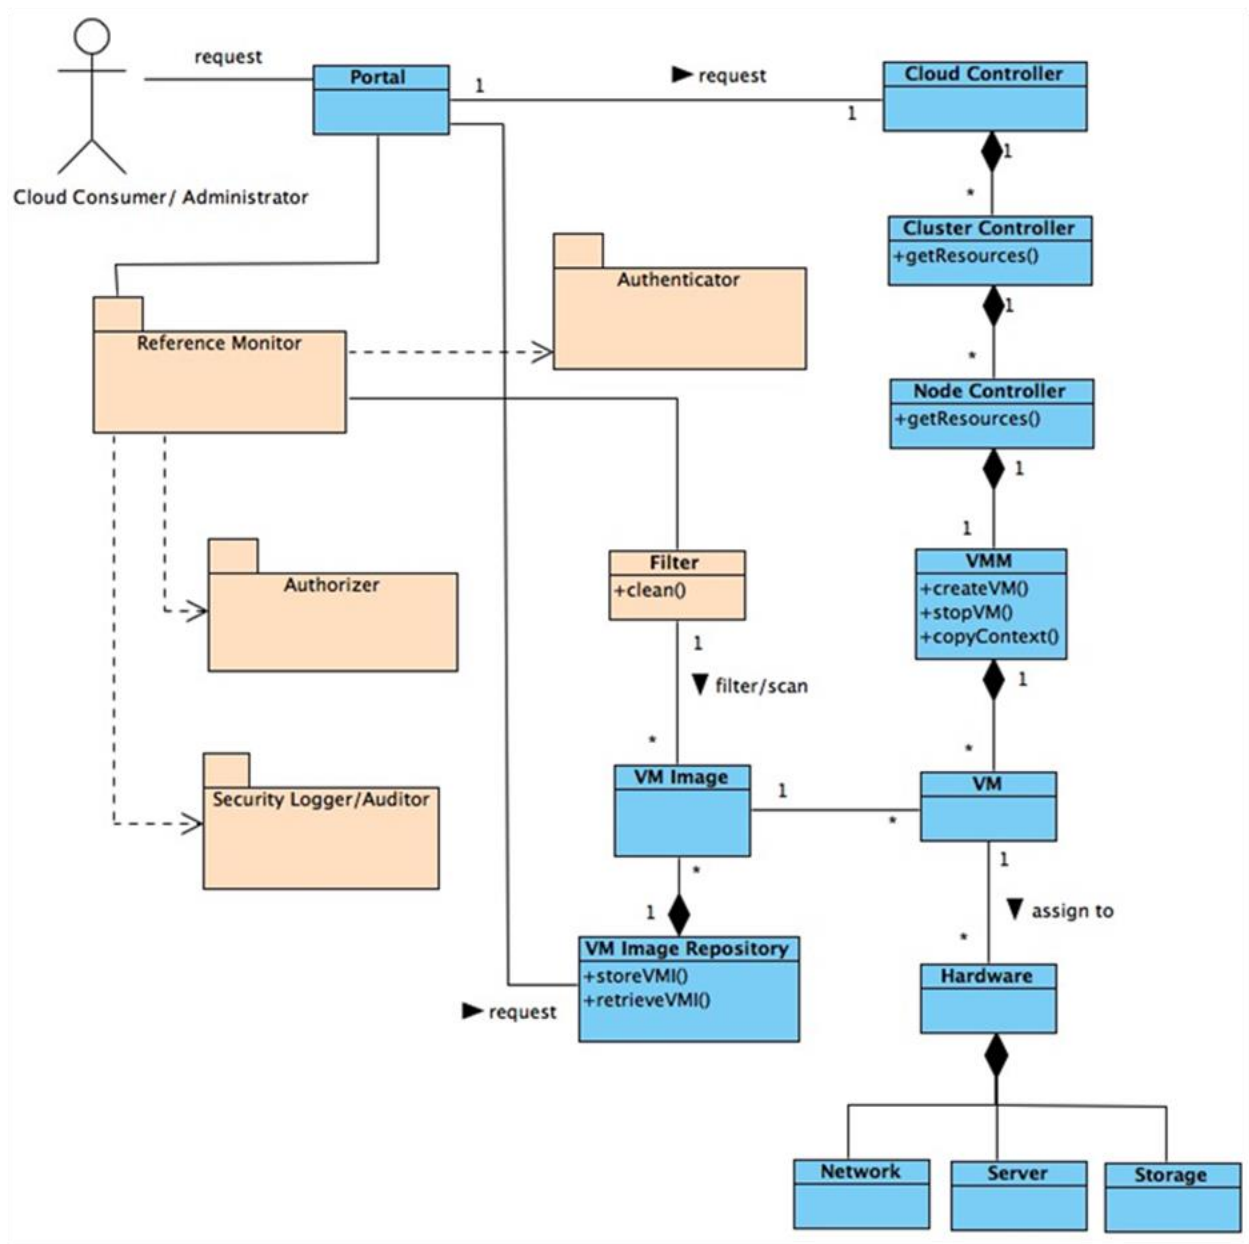 request
Portal
1
request
1
Cloud Controller
1
*
Cloud Consumer/ Administrator
Cluster Controller
+getResources()
1
*
Authenticator
Reference Monitor
Node Controller
+getResources()
1
1
Filter
+clean()
VMM
+createVM()
+stopVM()
+copyContext()
Authorizer
1
filter/scan
*
1
*
Security Logger/Auditor
VM Image
1
*
VM
1
*
1
assign to
*
VM Image Repository
+storeVMI()
+retrieveVMI()
request
Hardware
Network
Server
Storage